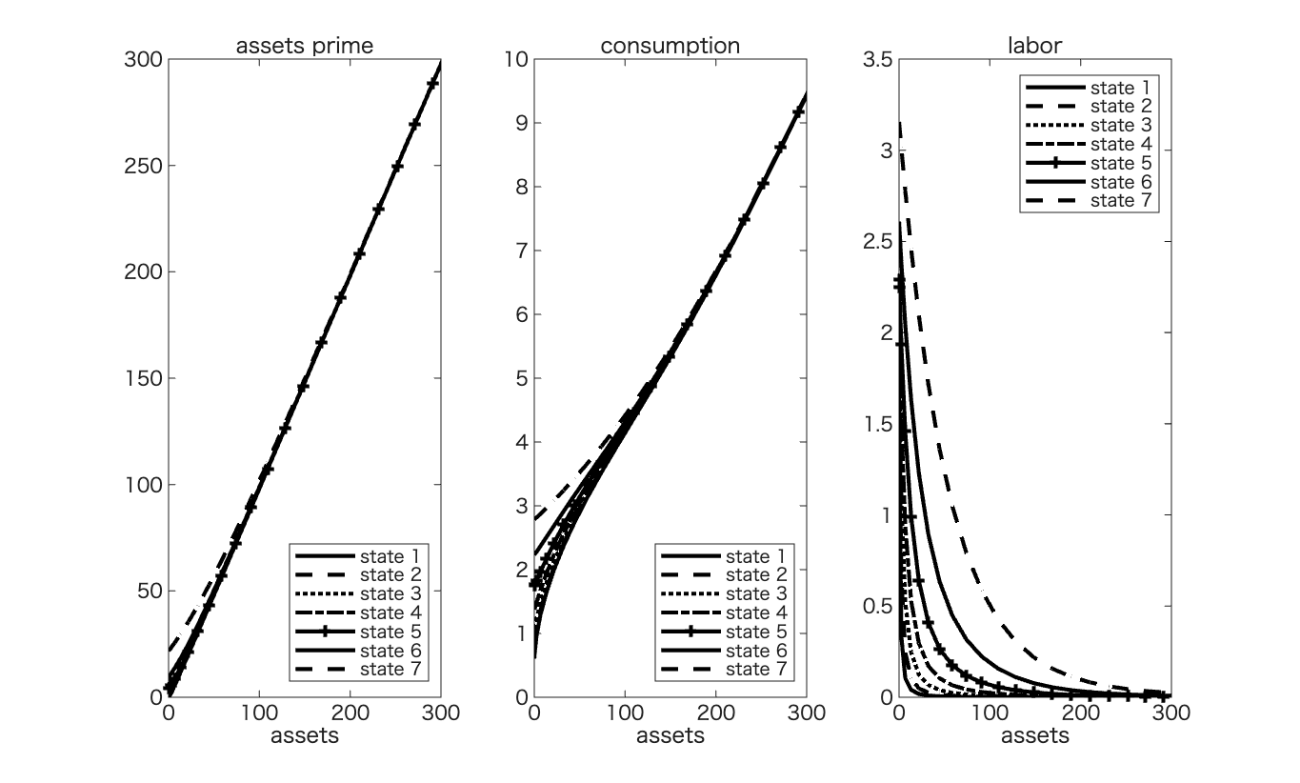 assets prime
300
250
200
150
100
50
0
0 100 200 300
assets
state 1
state 2
state 3
state 4
state 5
state 6
state 7
consumption
10
9
8
7
6
5
4
3
2
1
0
0 100 200 300
assets
state 1
state 2
state 3
state 4
state 5
state 6
state 7
labor
3.5
3
2.5
2
1.5
1
0.5
0
0 100 200 300
assets
state 1
state 2
state 3
state 4
state 5
state 6
state 7